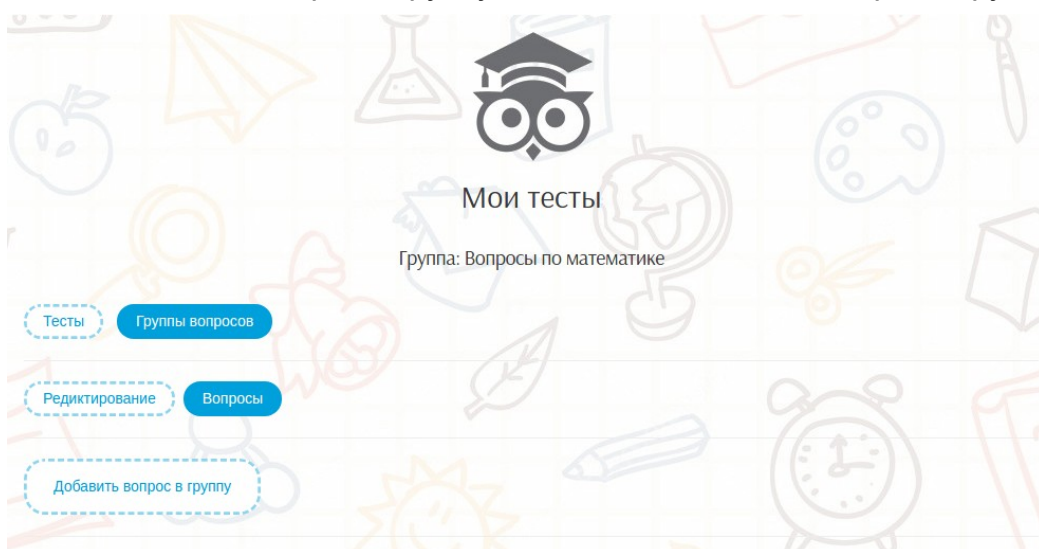 Мои тесты
Группа: Вопросы по математике
Тесты Группы вопросов
Редиктирование Вопросы
Добавить вопрос в группу